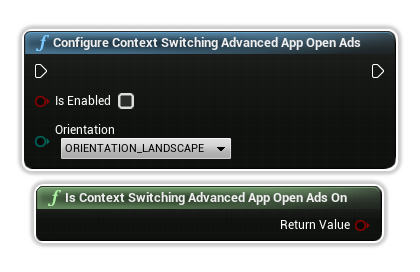 Configure Context Switching Advanced App Open Ads
Is Enabled
Orientation
ORIENTATION_LANDSCAPE
Is Context Switching Advanced App Open Ads On
Return Value